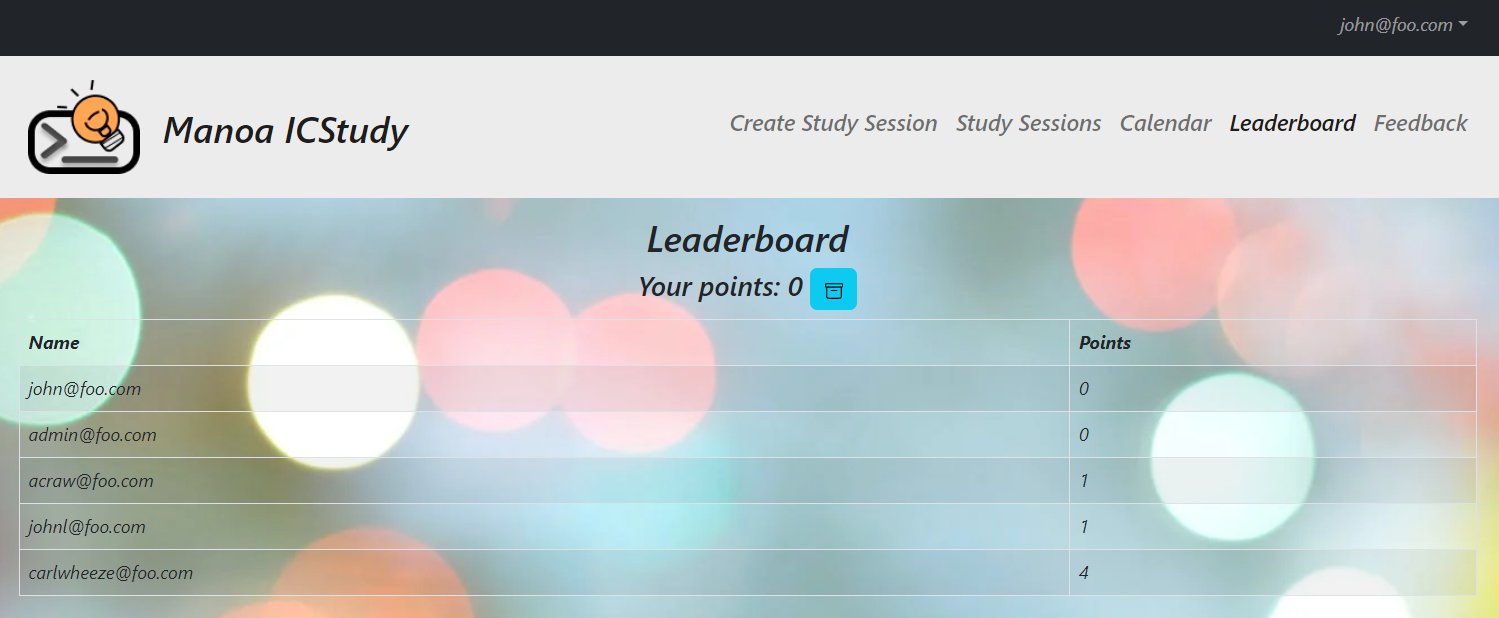 john@foo.com
Manoa ICStudy
Create Study Session Study Sessions Calendar Leaderboard Feedback
Leaderboard
Your points: 0
Name Points
john@foo.com 0
admin@foo.com 0
acraw@foo.com 1
johnl@foo.com 1
carlwheeze@foo.com 4